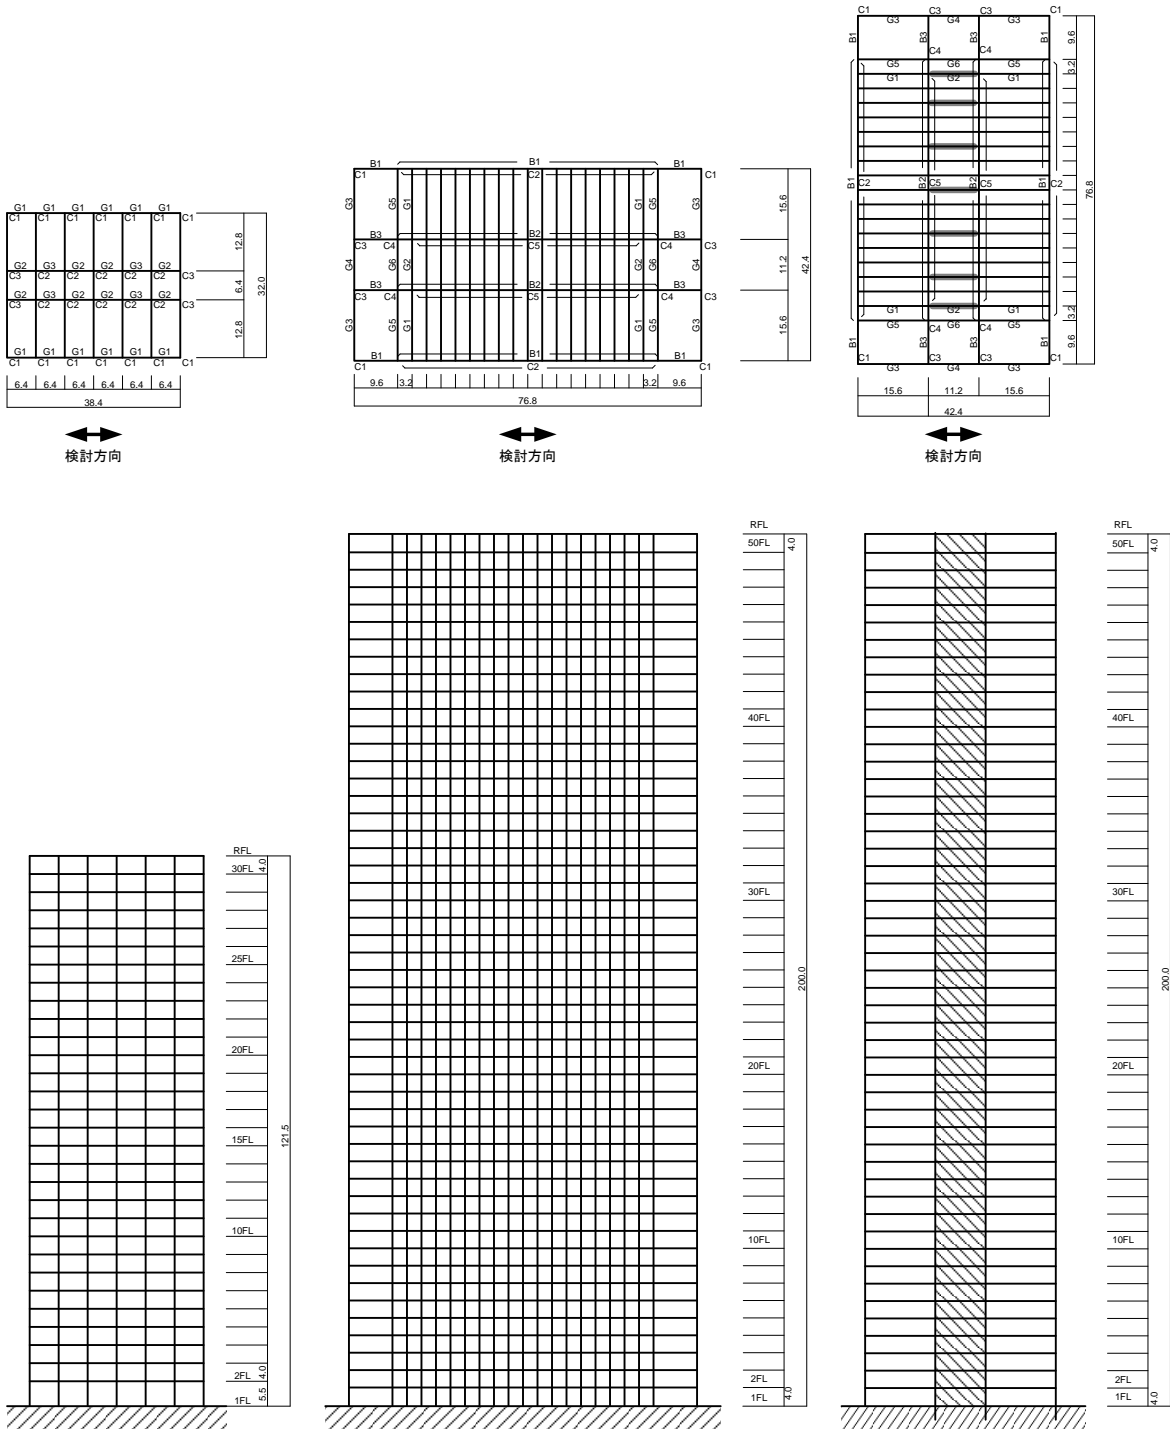 G1 G1 G1 G1 G1 G1
C1 C1 C1 C1 C1 C1 C1
12.8
G2 G3 G2 G2 G3 G2
C3 C2 C2 C2 C2 C2 C3
6.4
32.0
G2 G3 G2 G2 G3 G2
C3 C2 C2 C2 C2 C2 C3
12.8
G1 G1 G1 G1 G1 G1
C1 C1 C1 C1 C1 C1 C1
6.4 6.4 6.4 6.4 6.4 6.4
38.4
検討方向
B1 B1 B1
C1 C2 C1
G3 G5 G1 G1 G5 G3
15.6
B3 B2 B3
C3 C4 C5 C4 C3
G4 G6 G2 G2 G6 G4
11.2
42.4
B3 B2 B3
C3 C4 C5 C4 C3
G3 G5 G1 G1 G5 G3
15.6
B1 B1 B1
C1 C2 C1
9.6 3.2 3.2 9.6
76.8
検討方向
C1 C3 C3 C1
G3 G4 G3
B1 B3 B3 B1
9.6
C4 C4
G5 G6 G5
3.2
G1 G2 G1
B1 B2 B2 B1
C2 C5 C5 C2
76.8
G1 G2 G1
3.2
G5 G6 G5
C4 C4
B1 B3 B3 B1
9.6
C1 C3 C3 C1
G3 G4 G3
15.6 11.2 15.6
42.4
検討方向
RFL
30FL 4.0
25FL
20FL
15FL
121.5
10FL
2FL 4.0
1FL 5.5
RFL
50FL 4.0
40FL
30FL
200.0
20FL
10FL
2FL
1FL 4.0
RFL
50FL 4.0
40FL
30FL
200.0
20FL
10FL
2FL
1FL 4.0